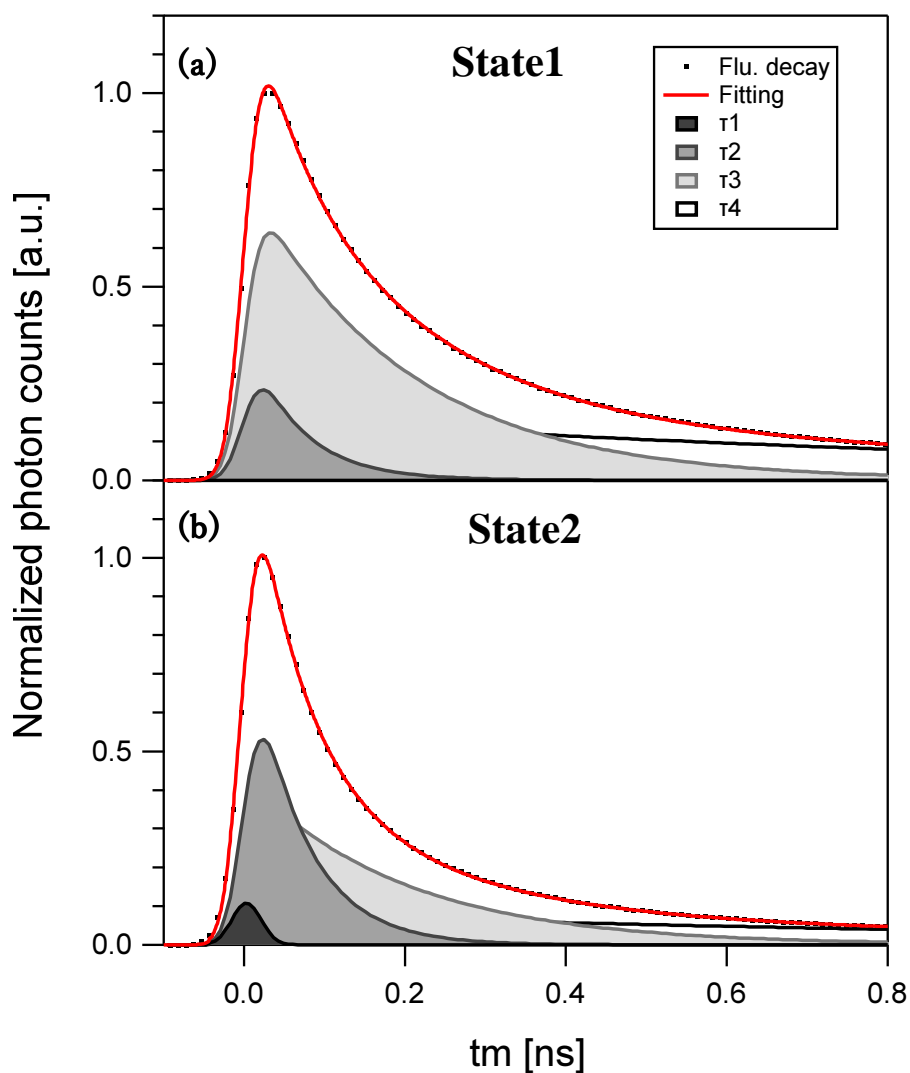 (a)
State1
Flu. decay
Fitting
τ1
τ2
τ3
τ4
1.0
0.5
0.0
Normalized photon counts [a.u.]
(b)
State2
1.0
0.5
0.0
0.0 0.2 0.4 0.6 0.8
tm [ns]